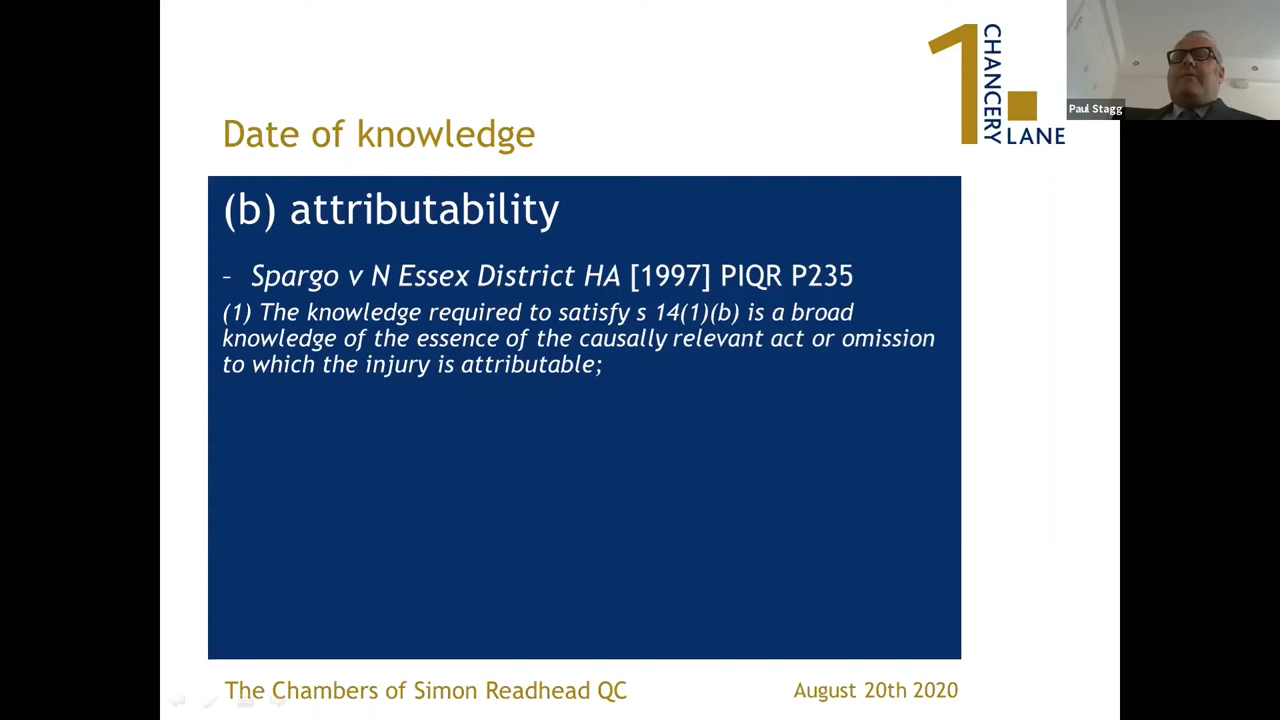 1
CHANCERY
LANE
Paul Stagg
Date of knowledge
(b) attributability
– Spargo v N Essex District HA [1997] PIQR P235
(1) The knowledge required to satisfy s 14(1)(b) is a broad
knowledge of the essence of the causally relevant act or omission
to which the injury is attributable;
The Chambers of Simon Readhead QC
August 20th 2020